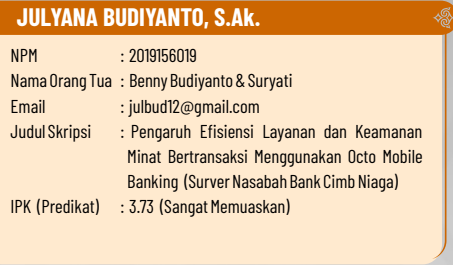 JULYANA BUDIYANTO, S.Ak.
NPM : 2019156019
Nama Orang Tua : Benny Budiyanto & Suryati
Email : julbud12@gmail.com
Judul Skripsi : Pengaruh Efisiensi Layanan dan Keamanan
Minat Bertransaksi Menggunakan Octo Mobile
Banking (Surver Nasabah Bank Cimb Niaga)
IPK (Predikat) : 3.73 (Sangat Memuaskan)